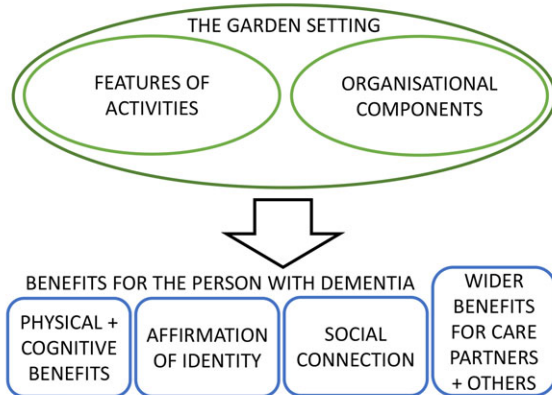 THE GARDEN SETTING
FEATURES OF
ACTIVITIES
ORGANISATIONAL
COMPONENTS
BENEFITS FOR THE PERSON WITH DEMENTIA
PHYSICAL +
COGNITIVE
BENEFITS
AFFIRMATION
OF IDENTITY
SOCIAL
CONNECTION
WIDER
BENEFITS
FOR CARE
PARTNERS
+ OTHERS